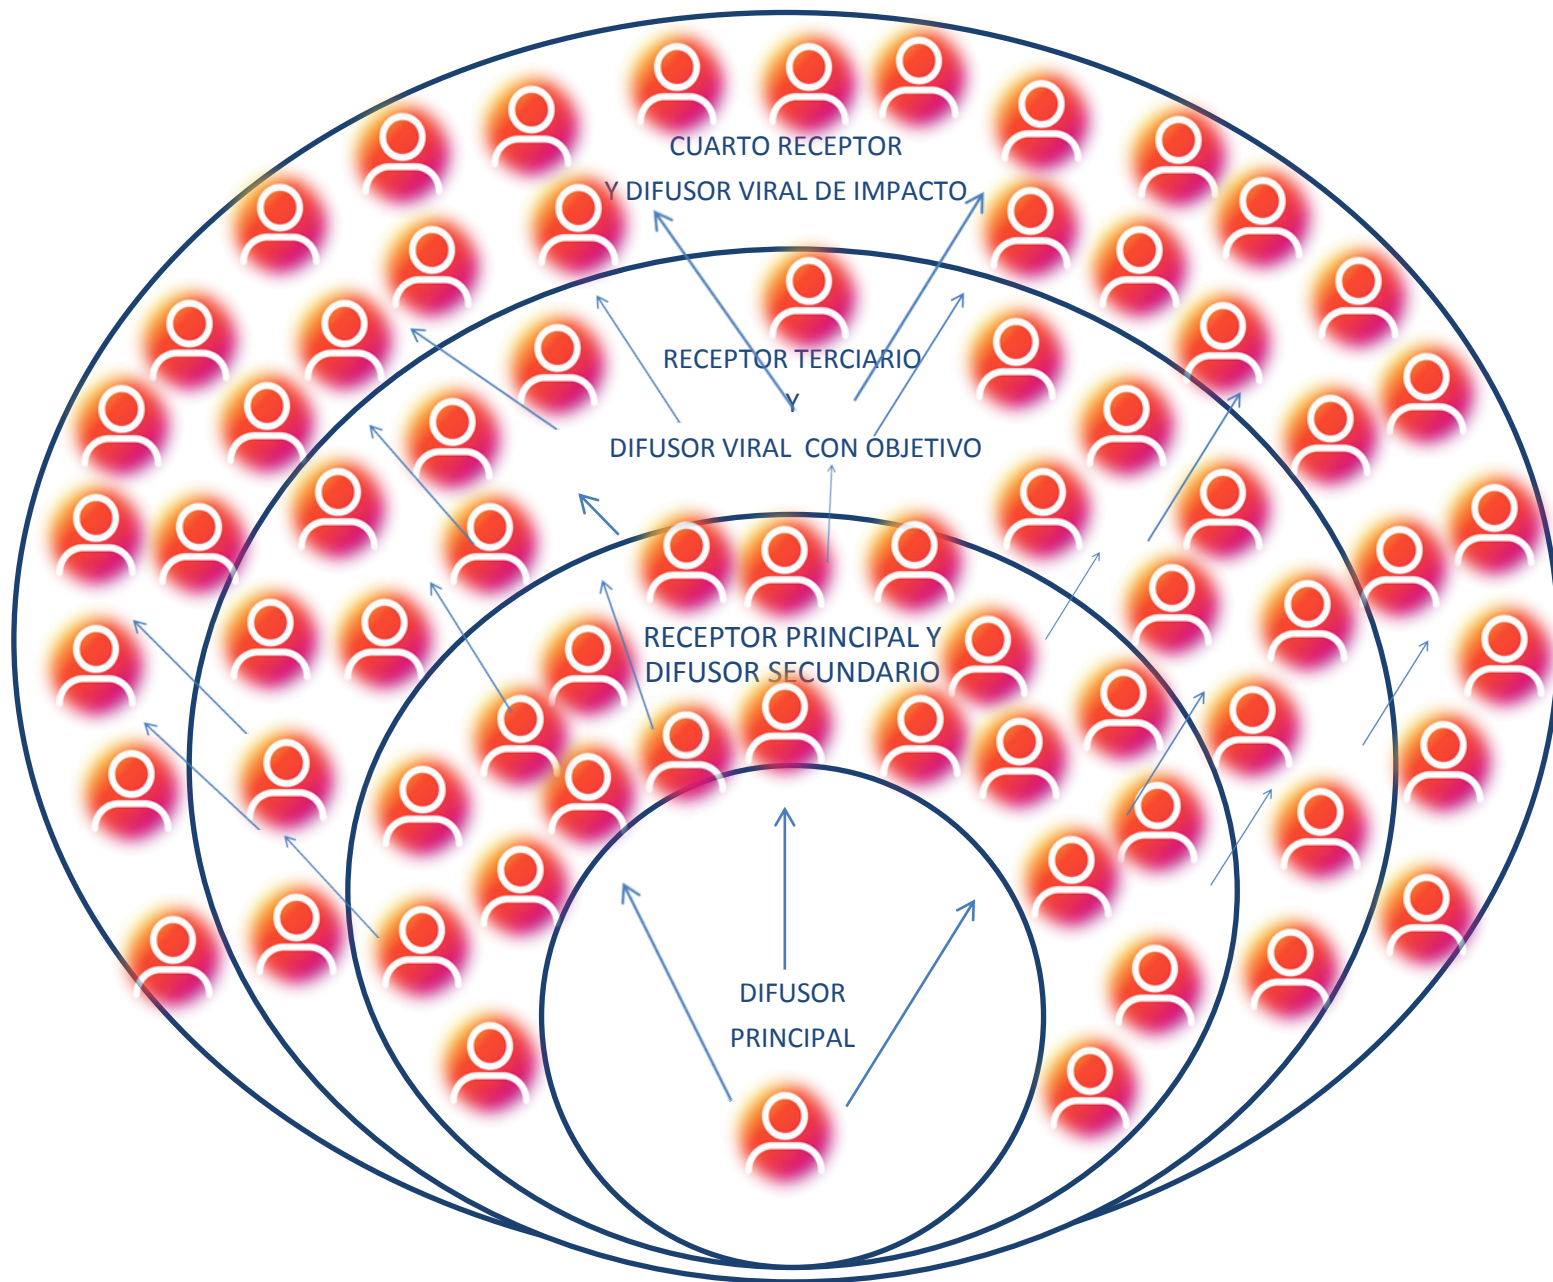 CUARTO RECEPTOR
Y DIFUSOR VIRAL DE IMPACTO
RECEPTOR TERCIARIO
Y
DIFUSOR VIRAL CON OBJETIVO
RECEPTOR PRINCIPAL Y
DIFUSOR SECUNDARIO
DIFUSOR
PRINCIPAL